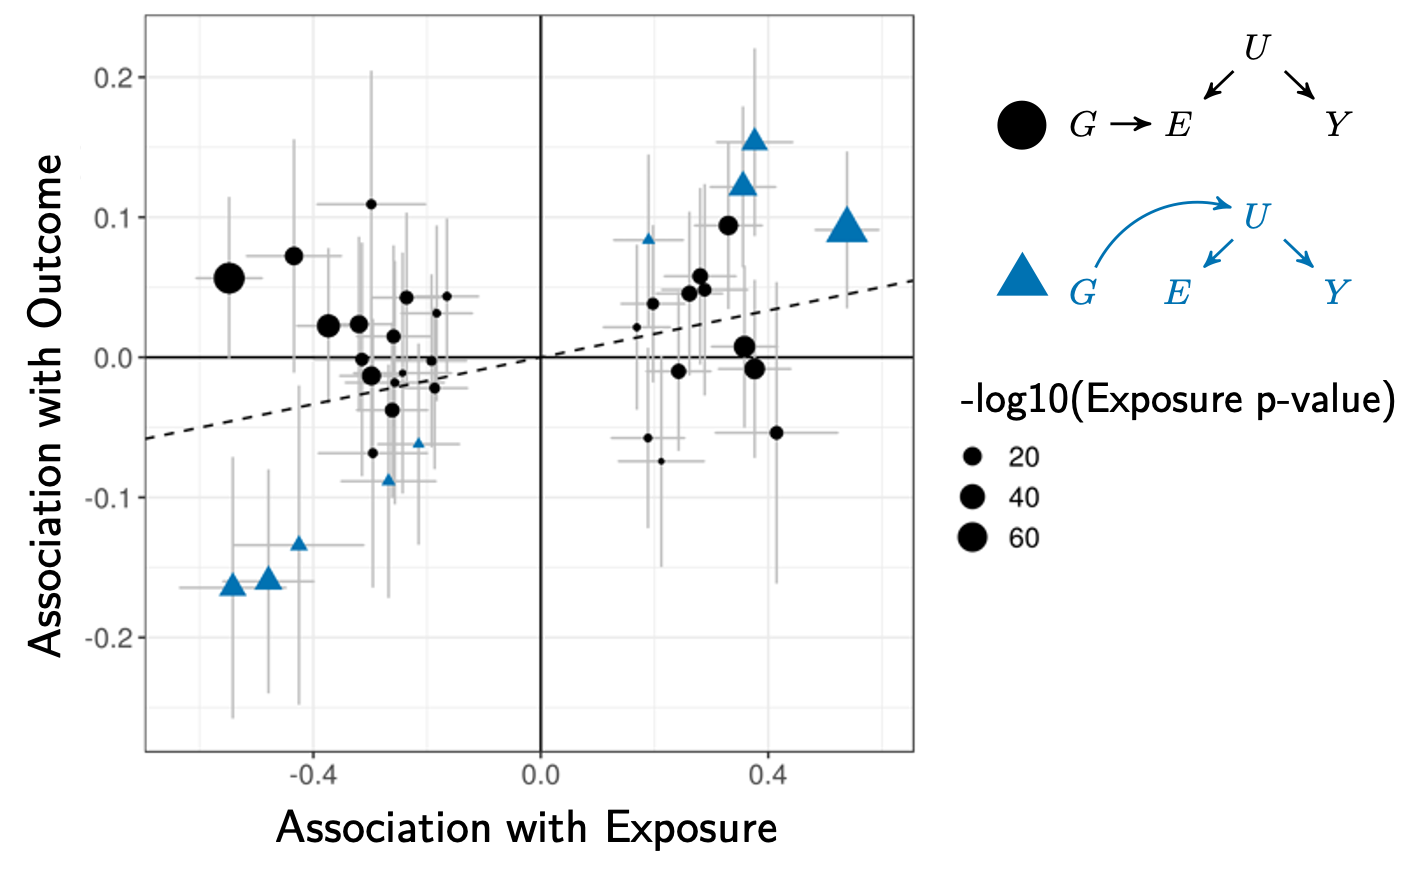 Association with Outcome
0.2
0.1
0.0
-0.1
-0.2
-0.4
0.0
0.4
Association with Exposure
U
G E Y
U
G E Y
-log10(Exposure p-value)
20
40
60